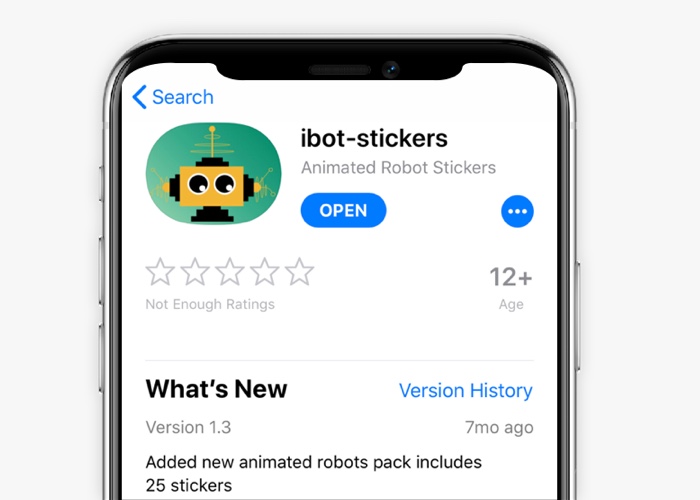 Search
ibot-stickers
Animated Robot Stickers
OPEN
Not Enough Ratings
12+
Age
What’s New
Version History
Version 1.3
7mo ago
Added new animated robots pack includes
25 stickers